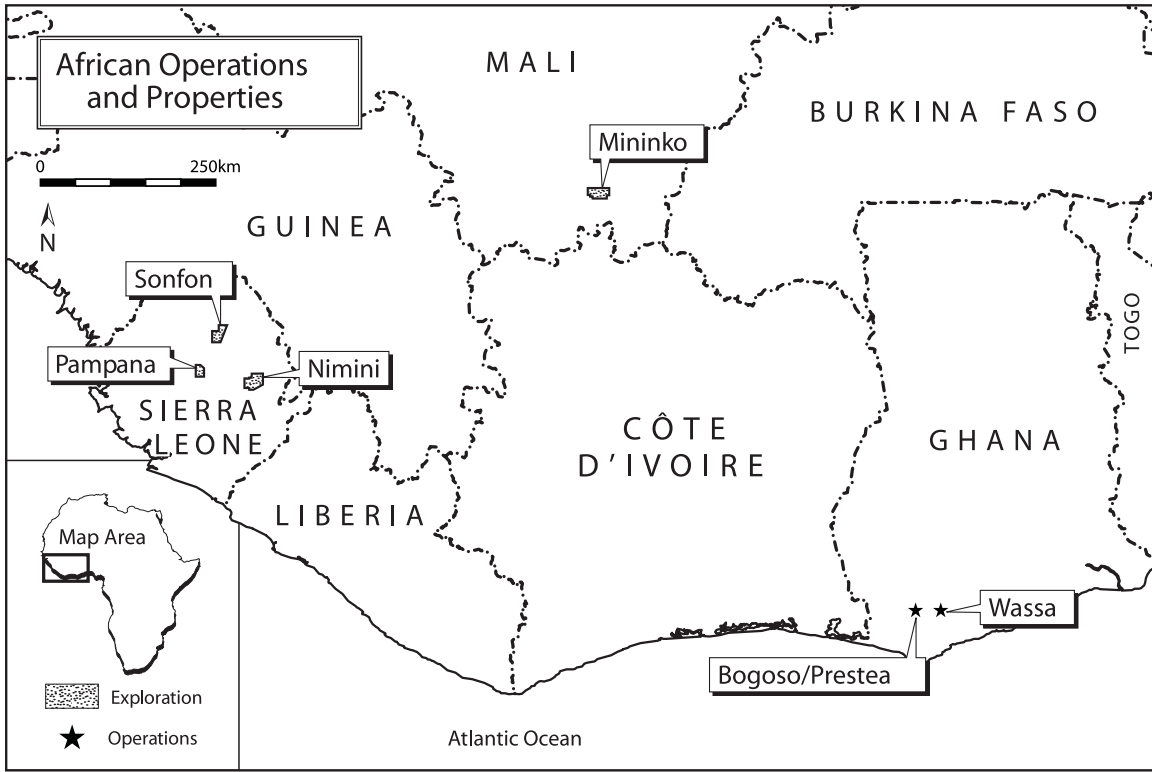 African Operations
and Properties
MALI
BURKINA FASO
Mininko
0 250km
N
GUINEA
Sonfon
TOGO
Pampana
Nimini
SIERRA
LEONE
CÔTE
D'IVOIRE
GHANA
LIBERIA
Map Area
Wassa
Bogoso/Prestea
Exploration
Operations
Atlantic Ocean